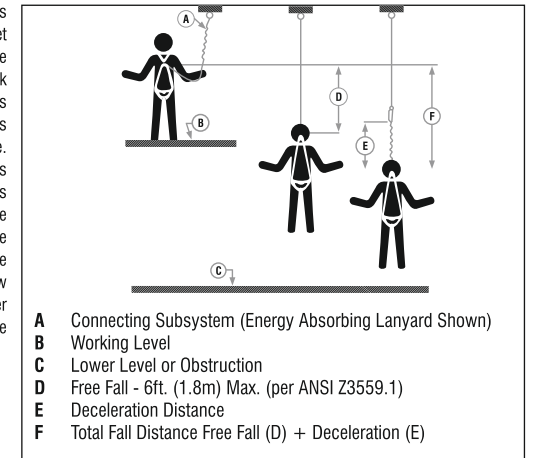 A
D
F
B
E
C
A Connecting Subsystem (Energy Absorbing Lanyard Shown)
B Working Level
C Lower Level or Obstruction
D Free Fall - 6ft. (1.8m) Max. (per ANSI Z3559.1)
E Deceleration Distance
F Total Fall Distance Free Fall (D) + Deceleration (E)